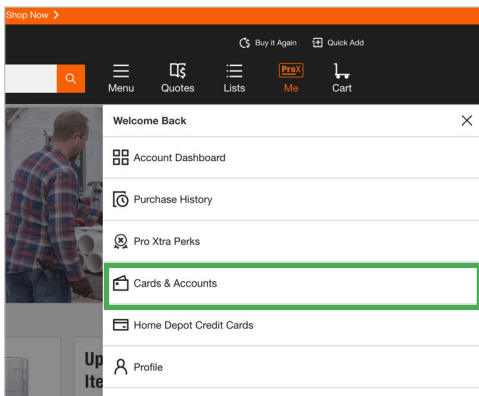 Shop Now >
Buy it Again Quick Add
ProX
Menu Quotes Lists Me Cart
Welcome Back
Account Dashboard
Purchase History
Pro Xtra Perks
Cards & Accounts
Home Depot Credit Cards
Profile
Up
Ite